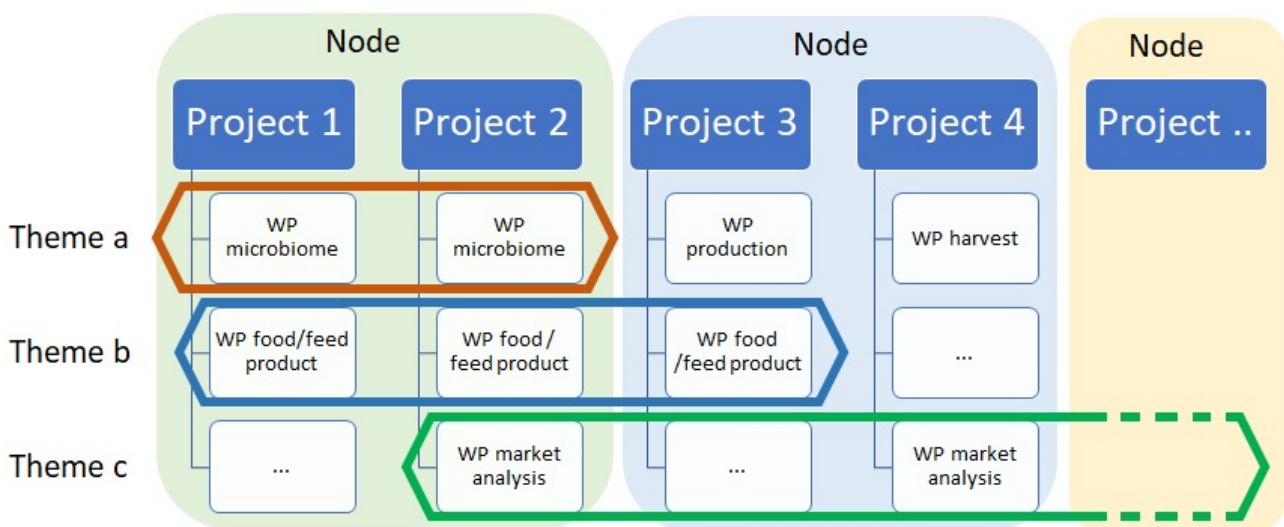 Node
Node
Node
Project 1
Project 2
Project 3
Project 4
Project ..
Theme a
WP
microbiome
WP
microbiome
WP
production
WP harvest
Theme b
WP food/feed
product
WP food /
feed product
WP food
/feed product
...
Theme c
...
WP market
analysis
...
WP market
analysis